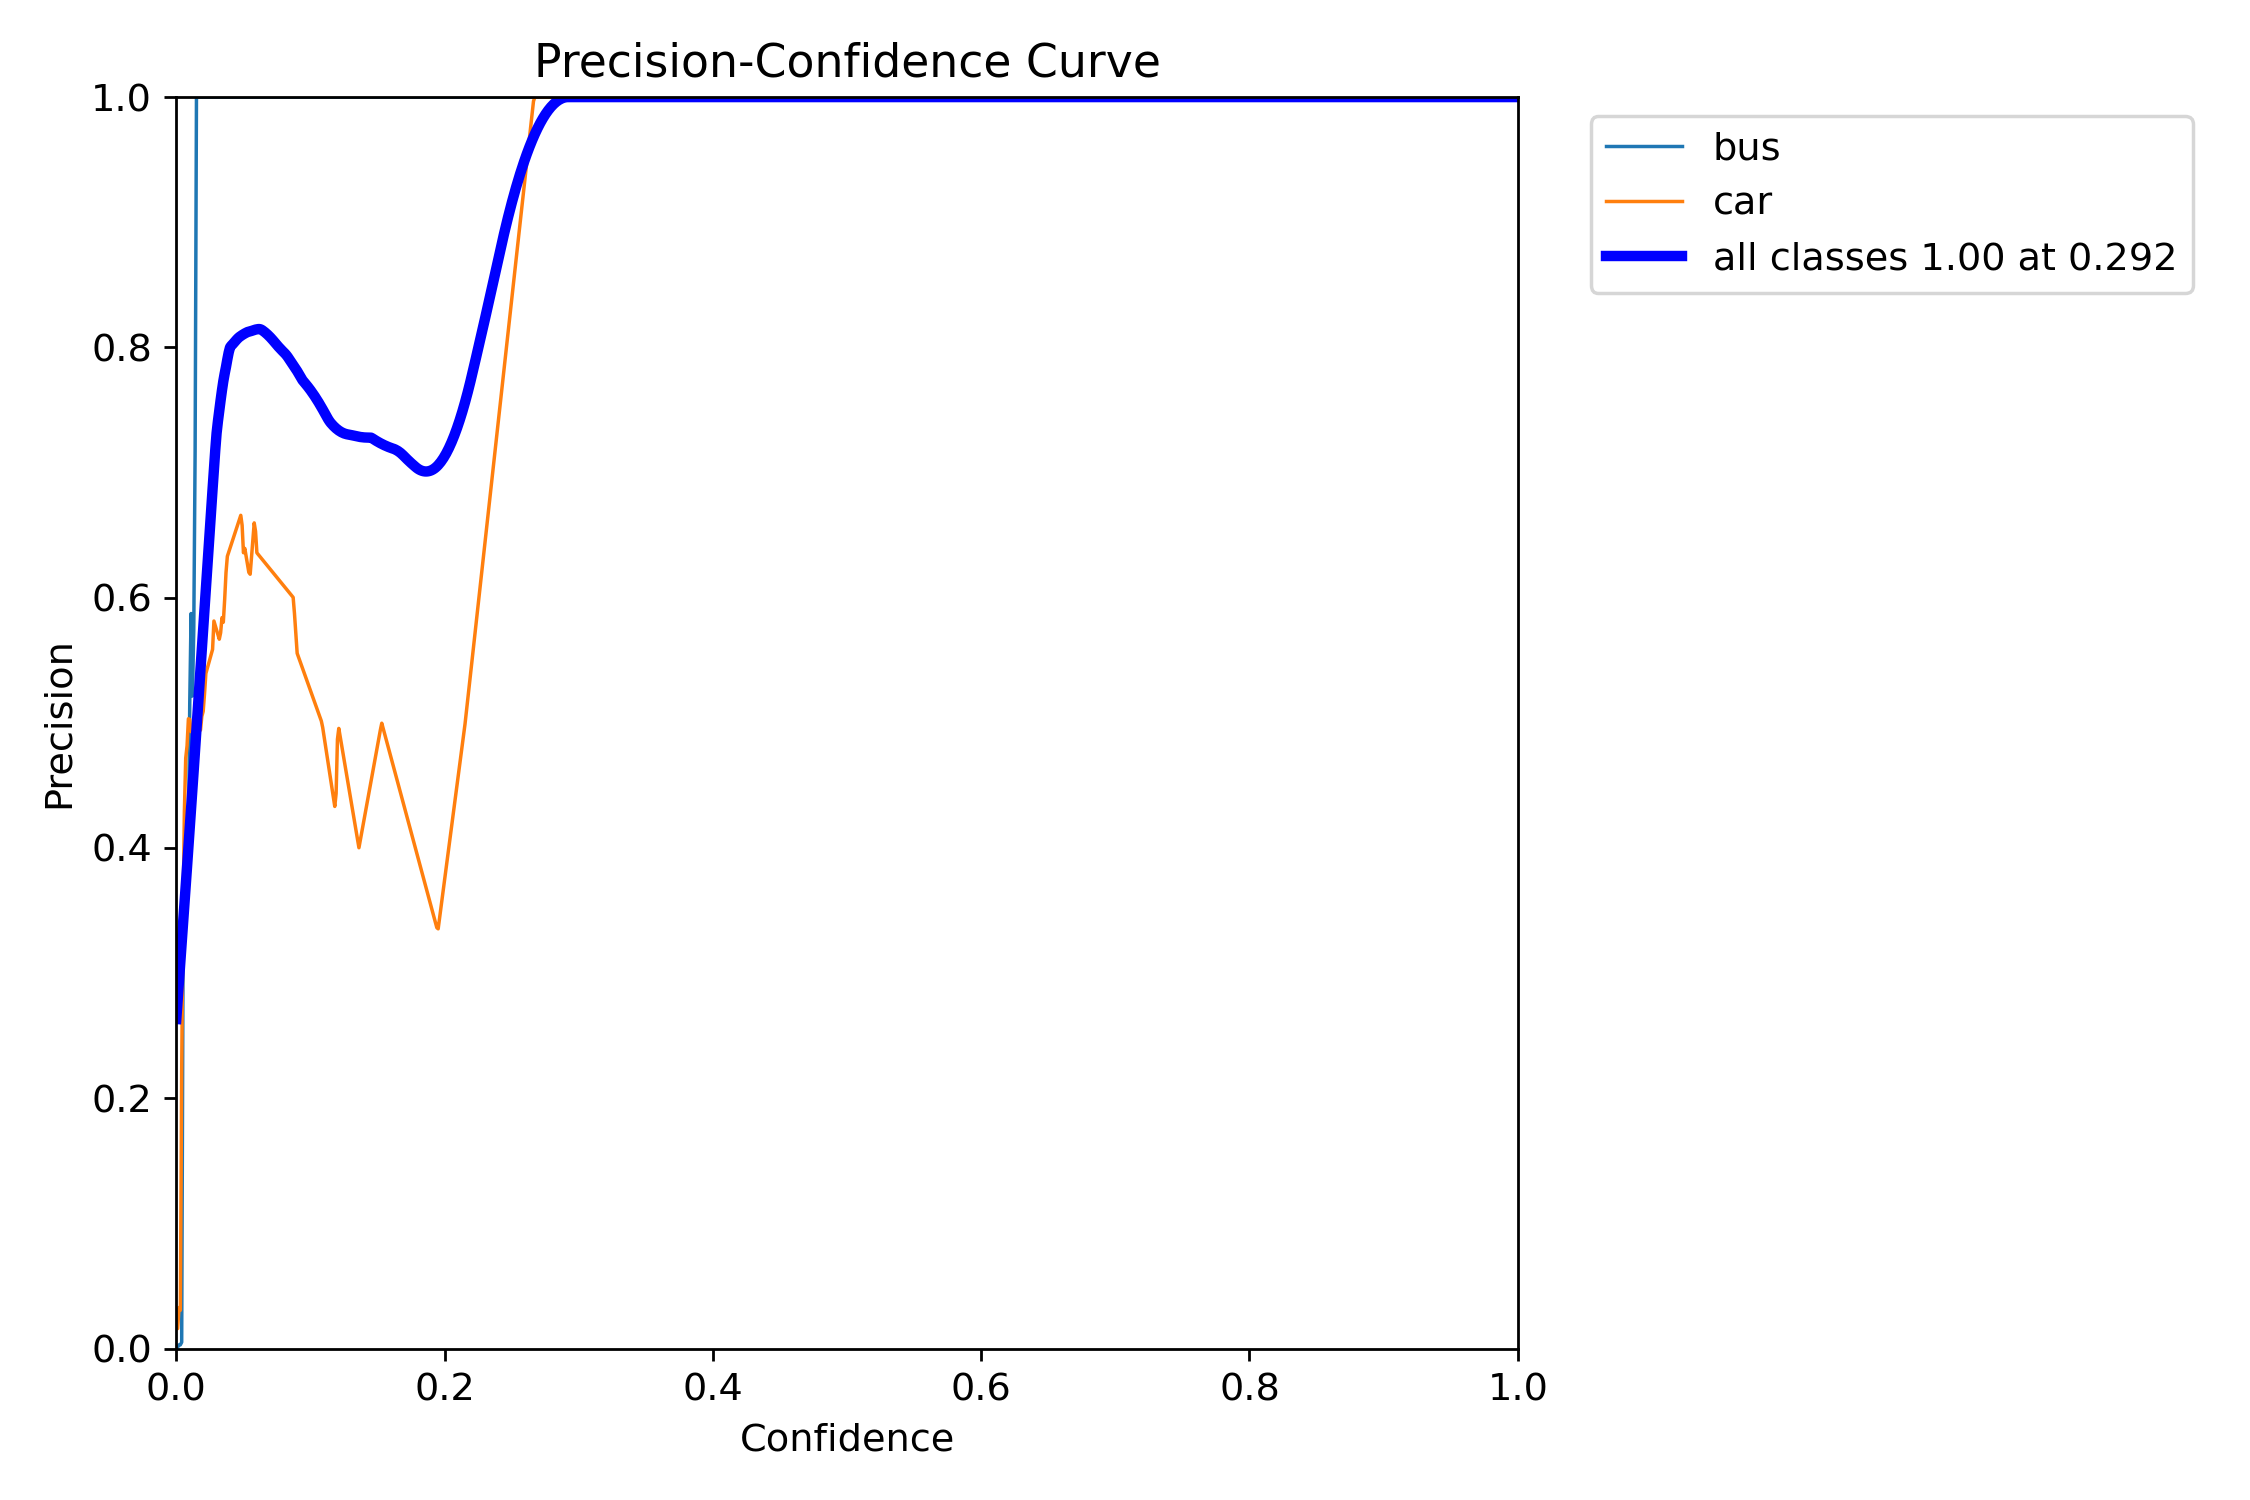 Precision-Confidence Curve
1.0
0.8
0.6
0.4
0.2
0.0
Precision
0.0 0.2 0.4 0.6 0.8 1.0
Confidence
bus
car
all classes 1.00 at 0.292